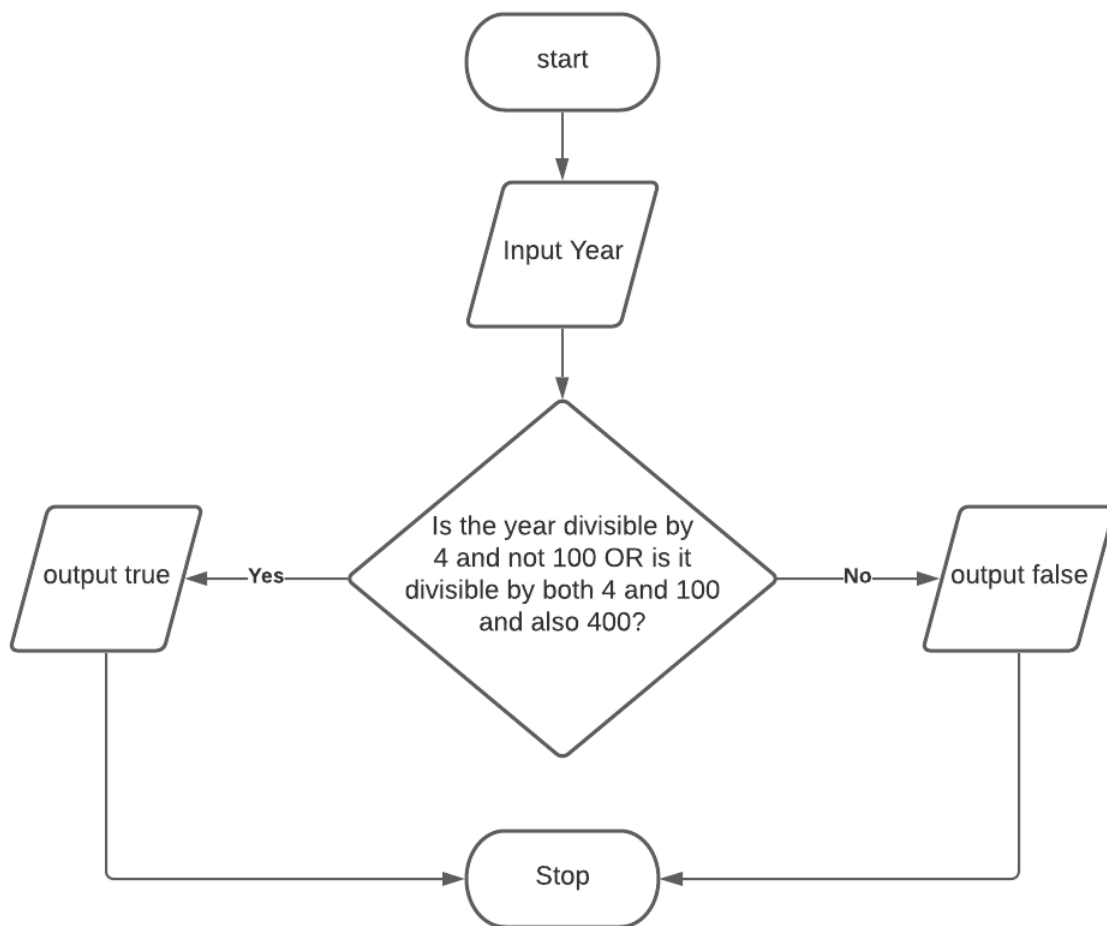 start
Input Year
Is the year divisible by
4 and not 100 OR is it
divisible by both 4 and 100
and also 400?
output true
Yes
No
output false
Stop